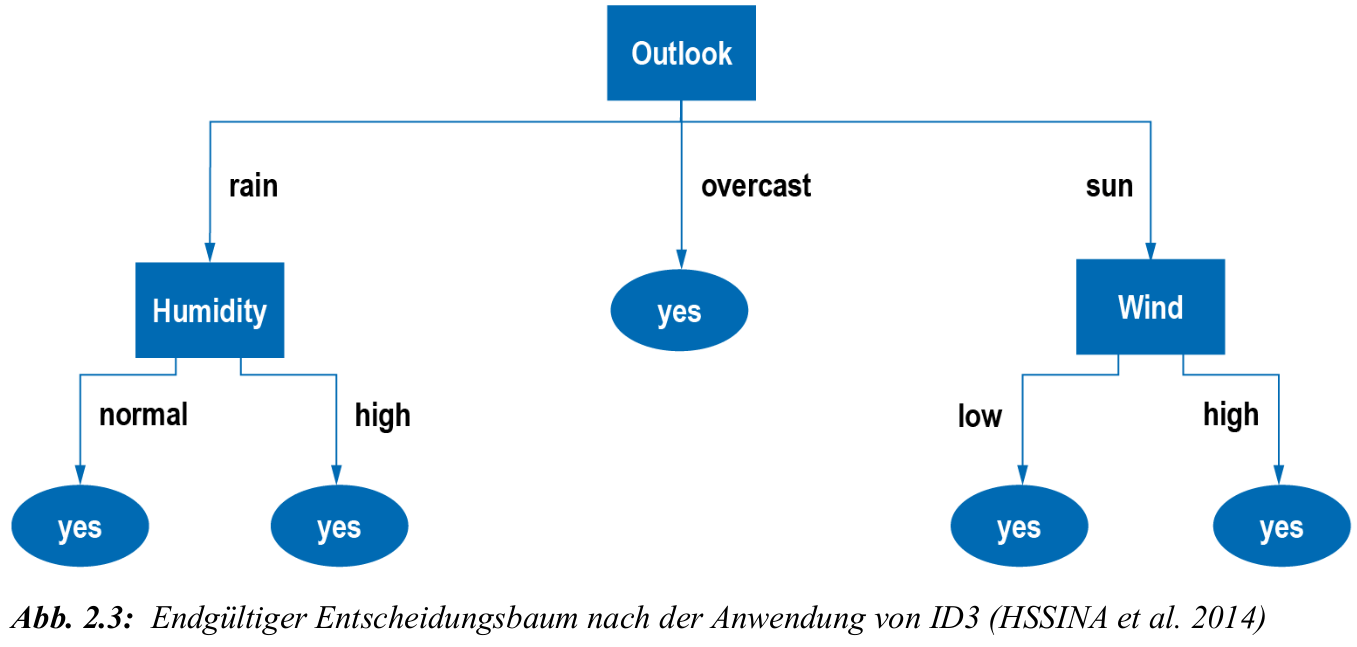 Outlook
rain
overcast
sun
Humidity
yes
Wind
normal
high
low
high
yes
yes
yes
yes
Abb. 2.3: Endgültiger Entscheidungsbaum nach der Anwendung von ID3 (HSSINA et al. 2014)